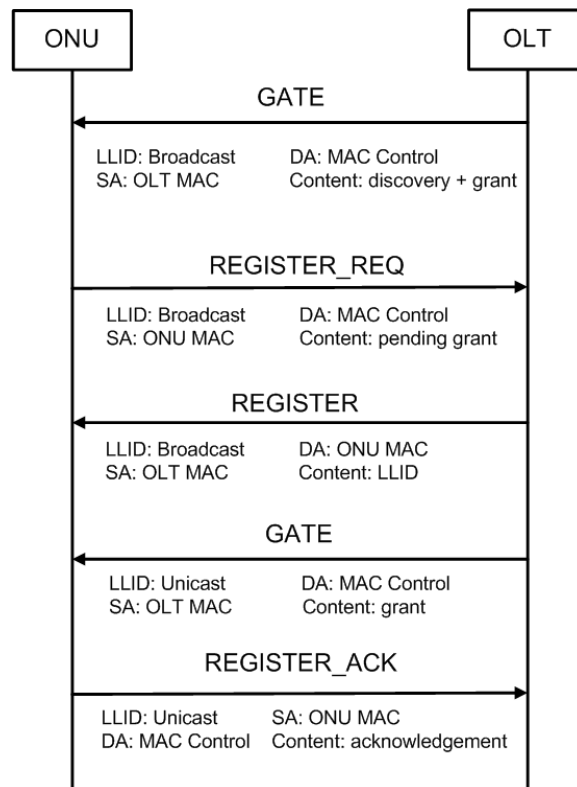 ONU OLT
GATE
LLID: Broadcast DA: MAC Control
SA: OLT MAC Content: discovery + grant
REGISTER_REQ
LLID: Broadcast DA: MAC Control
SA: ONU MAC Content: pending grant
REGISTER
LLID: Broadcast DA: ONU MAC
SA: OLT MAC Content: LLID
GATE
LLID: Unicast DA: MAC Control
SA: OLT MAC Content: grant
REGISTER_ACK
LLID: Unicast SA: ONU MAC
DA: MAC Control Content: acknowledgement